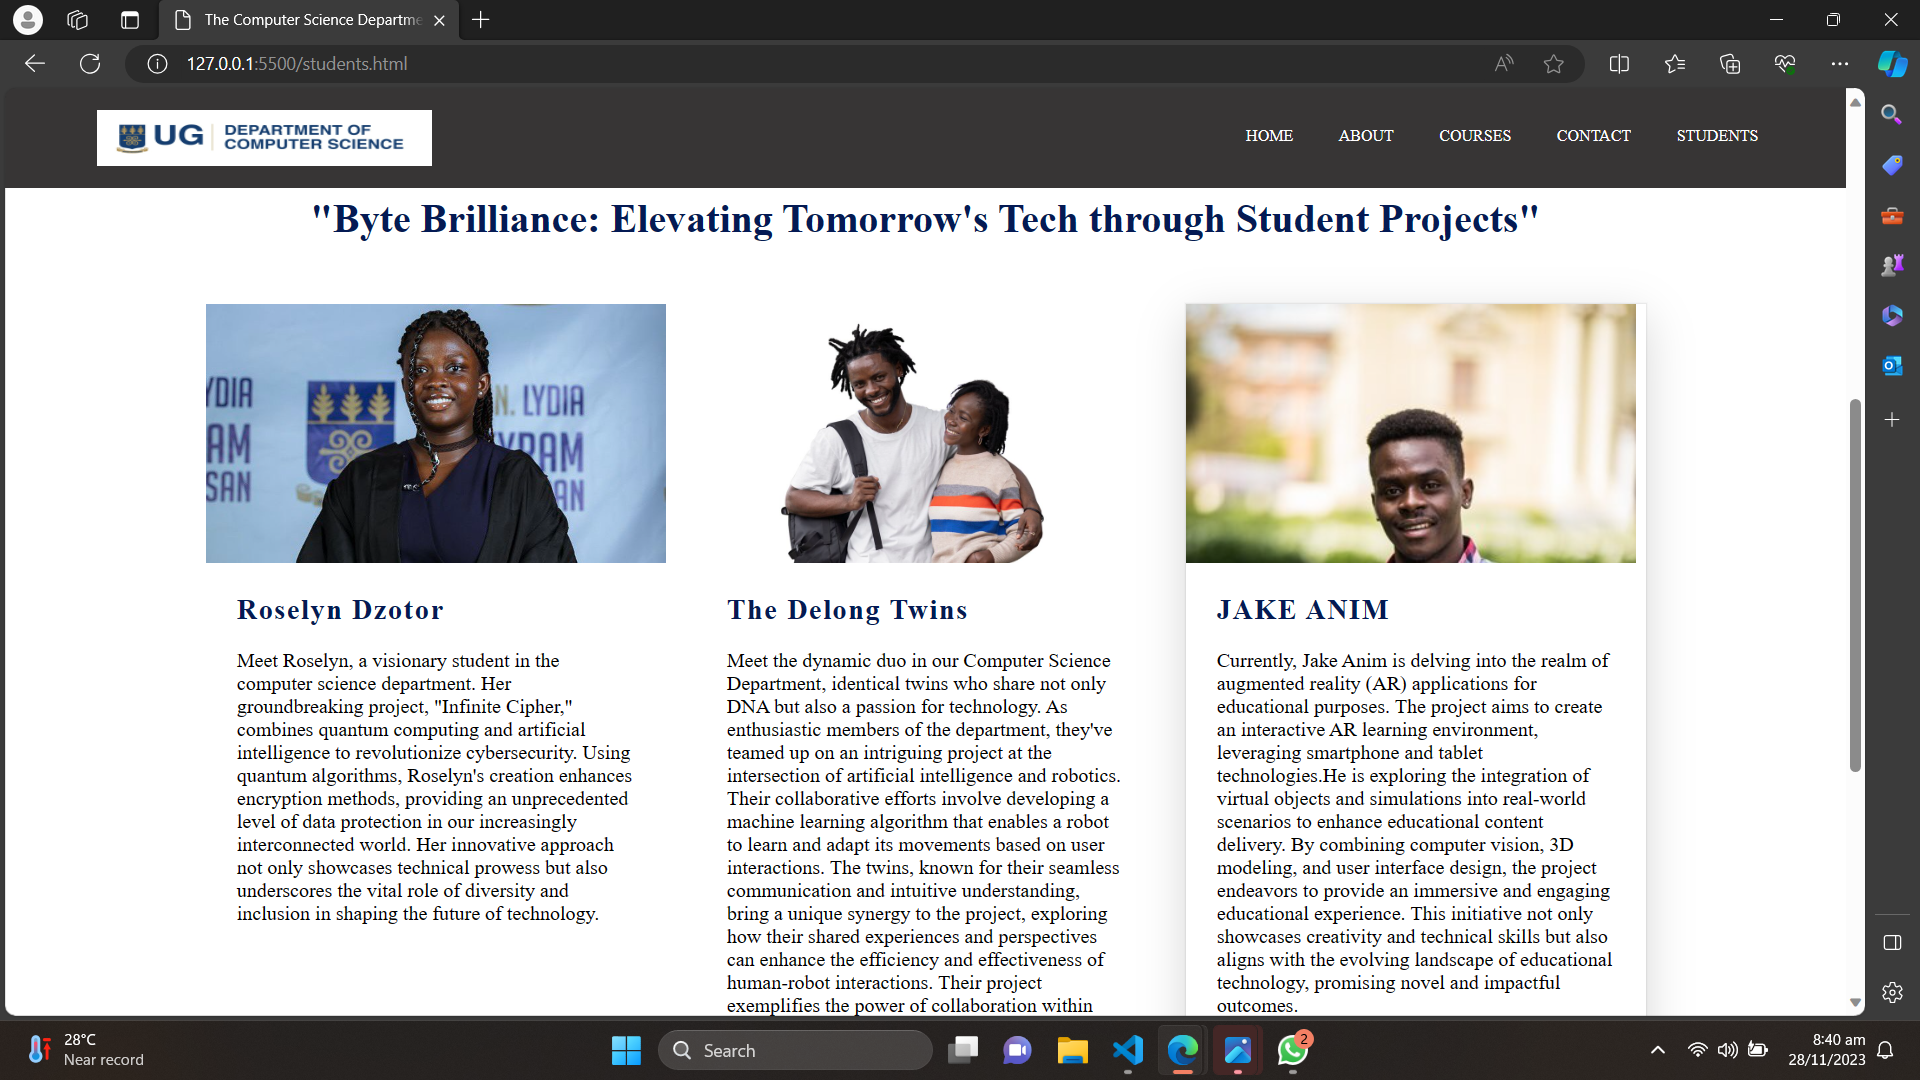 The Computer Science Departme
127.0.0.1:5500/students.html
UG DEPARTMENT OF COMPUTER SCIENCE
HOME ABOUT COURSES CONTACT STUDENTS
"Byte Brilliance: Elevating Tomorrow's Tech through Student Projects"
YDIA
AM
SAN
N. LYDIA
YRAM
AN
Roselyn Dzotor
Meet Roselyn, a visionary student in the
computer science department. Her
groundbreaking project, "Infinite Cipher,"
combines quantum computing and artificial
intelligence to revolutionize cybersecurity. Using
quantum algorithms, Roselyn's creation enhances
encryption methods, providing an unprecedented
level of data protection in our increasingly
interconnected world. Her innovative approach
not only showcases technical prowess but also
underscores the vital role of diversity and
inclusion in shaping the future of technology.
The Delong Twins
Meet the dynamic duo in our Computer Science
Department, identical twins who share not only
DNA but also a passion for technology. As
enthusiastic members of the department, they've
teamed up on an intriguing project at the
intersection of artificial intelligence and robotics.
Their collaborative efforts involve developing a
machine learning algorithm that enables a robot
to learn and adapt its movements based on user
interactions. The twins, known for their seamless
communication and intuitive understanding,
bring a unique synergy to the project, exploring
how their shared experiences and perspectives
can enhance the efficiency and effectiveness of
human-robot interactions. Their project
exemplifies the power of collaboration within
JAKE ANIM
Currently, Jake Anim is delving into the realm of
augmented reality (AR) applications for
educational purposes. The project aims to create
an interactive AR learning environment,
leveraging smartphone and tablet
technologies.He is exploring the integration of
virtual objects and simulations into real-world
scenarios to enhance educational content
delivery. By combining computer vision, 3D
modeling, and user interface design, the project
endeavors to provide an immersive and engaging
educational experience. This initiative not only
showcases creativity and technical skills but also
aligns with the evolving landscape of educational
technology, promising novel and impactful
outcomes.
28°C
Near record
Search
2
8:40 am
28/11/2023